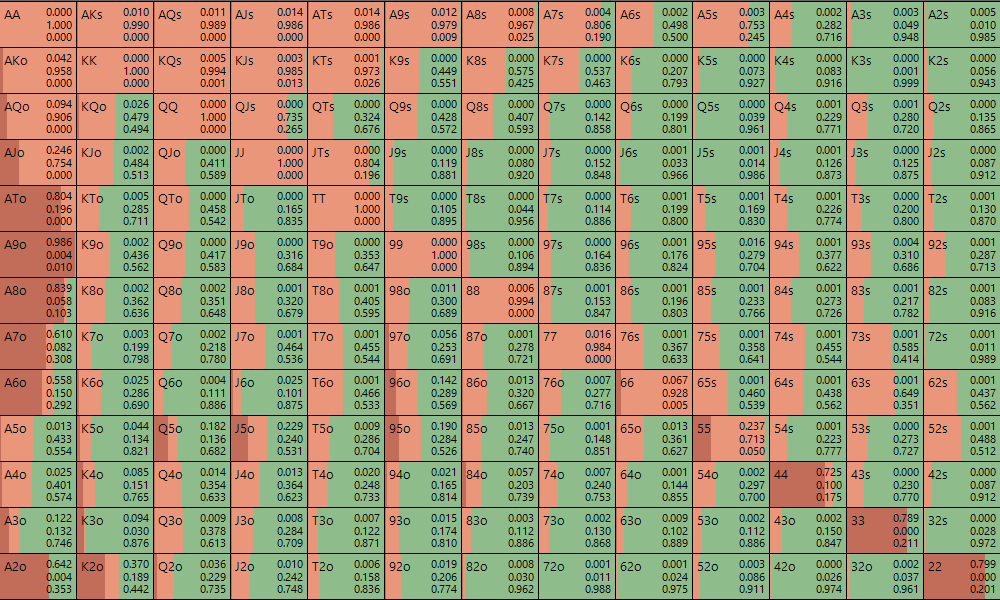 AA 0.000 AKs 0.010 AQs 0.011 AJs 0.014 ATs 0.014 A9s 0.012 A8s 0.008 A7s 0.004 A6s 0.002 A5s 0.003 A4s 0.002 A3s 0.003 A2s 0.005
1.000 0.990 0.989 0.986 0.986 0.979 0.967 0.806 0.498 0.753 0.282 0.049 0.010
0.000 0.000 0.000 0.000 0.000 0.009 0.025 0.190 0.500 0.245 0.716 0.948 0.985
AKo 0.042 KK 0.000 KQs 0.005 KJs 0.003 KTs 0.001 K9s 0.000 K8s 0.000 K7s 0.000 K6s 0.000 K5s 0.000 K4s 0.000 K3s 0.000 K2s 0.000
0.958 1.000 0.994 0.985 0.973 0.449 0.575 0.537 0.207 0.073 0.083 0.001 0.056
0.000 0.000 0.001 0.013 0.026 0.551 0.425 0.463 0.793 0.927 0.916 0.999 0.943
AQo 0.094 KQo 0.026 QQ 0.000 QJs 0.000 QTs 0.000 Q9s 0.000 Q8s 0.000 Q7s 0.000 Q6s 0.000 Q5s 0.000 Q4s 0.001 Q3s 0.001 Q2s 0.000
0.906 0.479 1.000 0.735 0.324 0.428 0.407 0.142 0.199 0.039 0.229 0.280 0.135
0.000 0.494 0.000 0.265 0.676 0.572 0.593 0.858 0.801 0.961 0.771 0.720 0.865
AJo 0.246 KJo 0.002 QJo 0.000 JJ 0.000 JTs 0.000 J9s 0.000 J8s 0.000 J7s 0.000 J6s 0.001 J5s 0.001 J4s 0.001 J3s 0.000 J2s 0.000
0.754 0.484 0.411 1.000 0.804 0.119 0.080 0.152 0.033 0.014 0.126 0.125 0.087
0.000 0.513 0.589 0.000 0.196 0.881 0.920 0.848 0.966 0.986 0.873 0.875 0.912
ATo 0.804 KTo 0.005 QTo 0.000 JTo 0.000 TT 0.000 T9s 0.000 T8s 0.000 T7s 0.000 T6s 0.001 T5s 0.001 T4s 0.001 T3s 0.000 T2s 0.001
0.196 0.285 0.458 0.165 1.000 0.105 0.044 0.114 0.199 0.169 0.226 0.200 0.130
0.000 0.711 0.542 0.835 0.000 0.895 0.956 0.886 0.800 0.830 0.774 0.800 0.870
A9o 0.986 K9o 0.002 Q9o 0.000 J9o 0.000 T9o 0.000 99 0.000 98s 0.000 97s 0.000 96s 0.001 95s 0.016 94s 0.001 93s 0.004 92s 0.001
0.004 0.436 0.417 0.316 0.353 1.000 0.106 0.164 0.176 0.279 0.377 0.310 0.287
0.010 0.562 0.583 0.684 0.647 0.000 0.894 0.836 0.824 0.704 0.622 0.686 0.713
A8o 0.839 K8o 0.002 Q8o 0.002 J8o 0.001 T8o 0.001 98o 0.011 88 0.006 87s 0.001 86s 0.001 85s 0.001 84s 0.001 83s 0.001 82s 0.001
0.058 0.362 0.351 0.320 0.405 0.300 0.994 0.153 0.196 0.233 0.273 0.217 0.083
0.103 0.636 0.648 0.679 0.595 0.689 0.000 0.847 0.803 0.766 0.726 0.782 0.916
A7o 0.610 K7o 0.003 Q7o 0.002 J7o 0.001 T7o 0.001 97o 0.056 87o 0.001 77 0.016 76s 0.001 75s 0.001 74s 0.001 73s 0.001 72s 0.001
0.082 0.199 0.218 0.464 0.455 0.253 0.278 0.984 0.367 0.358 0.455 0.585 0.011
0.308 0.798 0.780 0.536 0.544 0.691 0.721 0.000 0.633 0.641 0.544 0.414 0.989
A6o 0.558 K6o 0.025 Q6o 0.004 J6o 0.025 T6o 0.001 96o 0.142 86o 0.013 76o 0.007 66 0.067 65s 0.001 64s 0.001 63s 0.001 62s 0.001
0.150 0.286 0.111 0.101 0.466 0.289 0.320 0.277 0.928 0.460 0.438 0.649 0.437
0.292 0.690 0.886 0.875 0.533 0.569 0.667 0.716 0.005 0.539 0.562 0.351 0.562
A5o 0.013 K5o 0.044 Q5o 0.182 J5o 0.229 T5o 0.009 95o 0.190 85o 0.013 75o 0.001 65o 0.013 55 0.237 54s 0.001 53s 0.000 52s 0.001
0.433 0.134 0.136 0.240 0.286 0.284 0.247 0.148 0.361 0.713 0.223 0.273 0.488
0.554 0.821 0.682 0.531 0.704 0.526 0.740 0.851 0.627 0.050 0.777 0.727 0.512
A4o 0.025 K4o 0.085 Q4o 0.014 J4o 0.013 T4o 0.020 94o 0.021 84o 0.057 74o 0.007 64o 0.001 54o 0.002 44 0.725 43s 0.000 42s 0.000
0.401 0.151 0.354 0.364 0.248 0.165 0.203 0.240 0.144 0.297 0.100 0.230 0.087
0.574 0.765 0.633 0.623 0.733 0.814 0.739 0.753 0.855 0.700 0.175 0.770 0.912
A3o 0.122 K3o 0.094 Q3o 0.009 J3o 0.008 T3o 0.007 93o 0.015 83o 0.003 73o 0.002 63o 0.009 53o 0.002 43o 0.002 33 0.789 32s 0.000
0.132 0.030 0.378 0.284 0.122 0.174 0.112 0.130 0.102 0.112 0.150 0.000 0.028
0.746 0.876 0.613 0.709 0.871 0.810 0.886 0.868 0.889 0.886 0.847 0.211 0.972
A2o 0.642 K2o 0.370 Q2o 0.036 J2o 0.010 T2o 0.006 92o 0.019 82o 0.008 72o 0.001 62o 0.001 52o 0.003 42o 0.000 32o 0.002 22 0.799
0.004 0.189 0.229 0.242 0.158 0.206 0.030 0.011 0.024 0.086 0.026 0.037 0.000
0.353 0.442 0.735 0.748 0.836 0.774 0.962 0.988 0.975 0.911 0.974 0.961 0.201